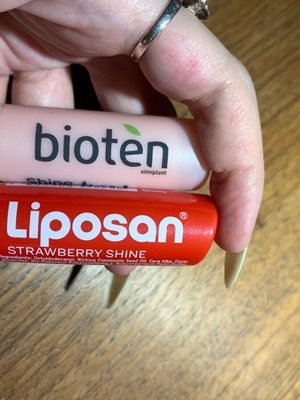 bioten
elmiplant
Liposan®
STRAWBERRY SHINE
Ingredients: Octyldodecanol, Ricinus Communis Seed Oil, Cera Alba,